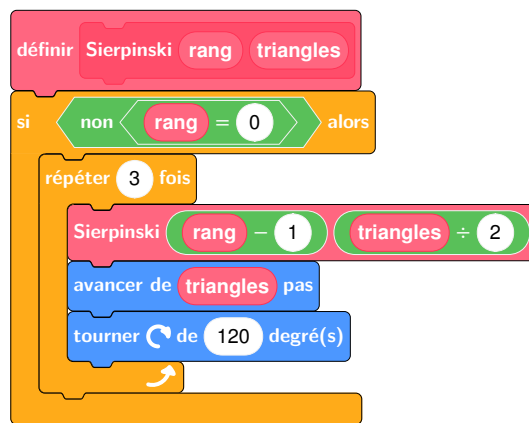 définir Sierpinski rang triangles
si non rang = 0 alors
répéter 3 fois
Sierpinski rang − 1 triangles ÷ 2
avancer de triangles pas
tourner de 120 degré(s)